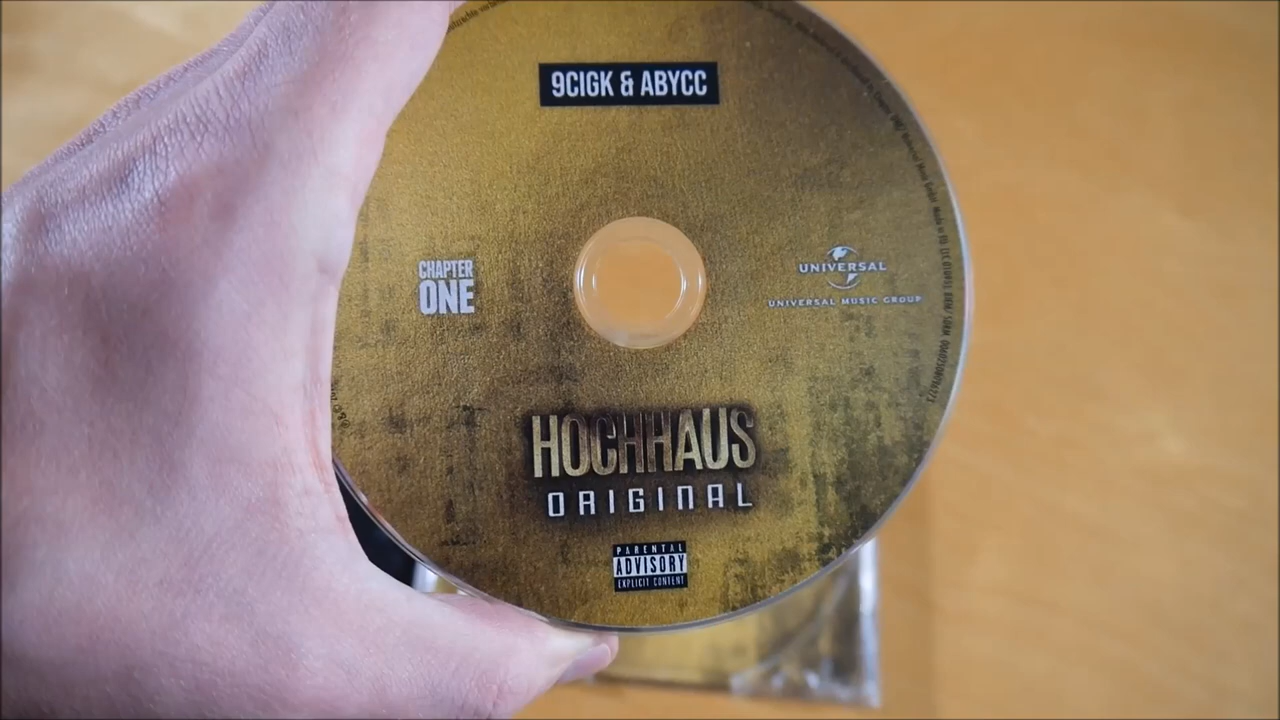 9CIGK & ABYCC
CHAPTER
ONE
UNIVERSAL
UNIVERSAL MUSIC GROUP
HOCHHAUS
ORIGINAL
PARENTAL
ADVISORY
EXPLICIT CONTENT